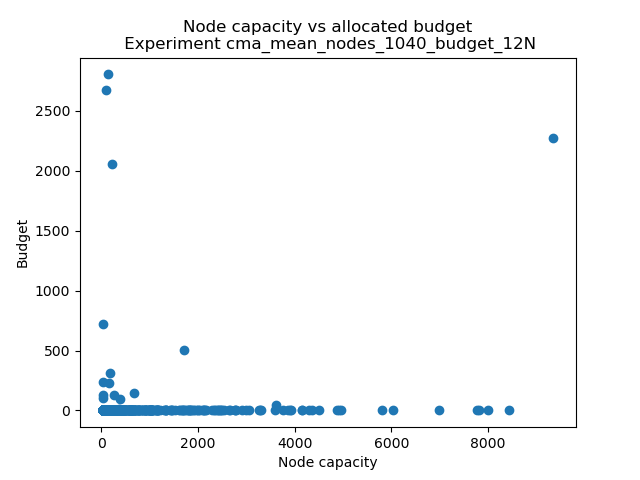 Node capacity vs allocated budget
Experiment cma_mean_nodes_1040_budget_12N
2500
2000
1500
1000
500
0
Budget
0 2000 4000 6000 8000
Node capacity